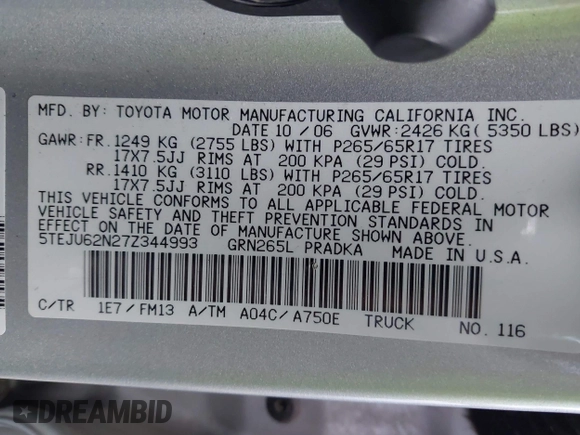 MFD. BY: TOYOTA MOTOR MANUFACTURING CALIFORNIA INC.
DATE 10 / 06 GVWR: 2426 KG ( 5350 LBS)
GAWR: FR. 1249 KG (2755 LBS) WITH P265/65R17 TIRES
17X7.5JJ RIMS AT 200 KPA (29 PSI) COLD.
RR. 1410 KG (3110 LBS) WITH P265/65R17 TIRES
17X7.5JJ RIMS AT 200 KPA (29 PSI) COLD.
THIS VEHICLE CONFORMS TO ALL APPLICABLE FEDERAL MOTOR
VEHICLE SAFETY AND THEFT PREVENTION STANDARDS IN
EFFECT ON THE DATE OF MANUFACTURE SHOWN ABOVE.
5TEJU62N27Z344993 GRN265L PRADKA MADE IN U.S.A.
C/TR 1E7 / FM13 A/TM A04C / A750E TRUCK NO. 116
DREAMBID